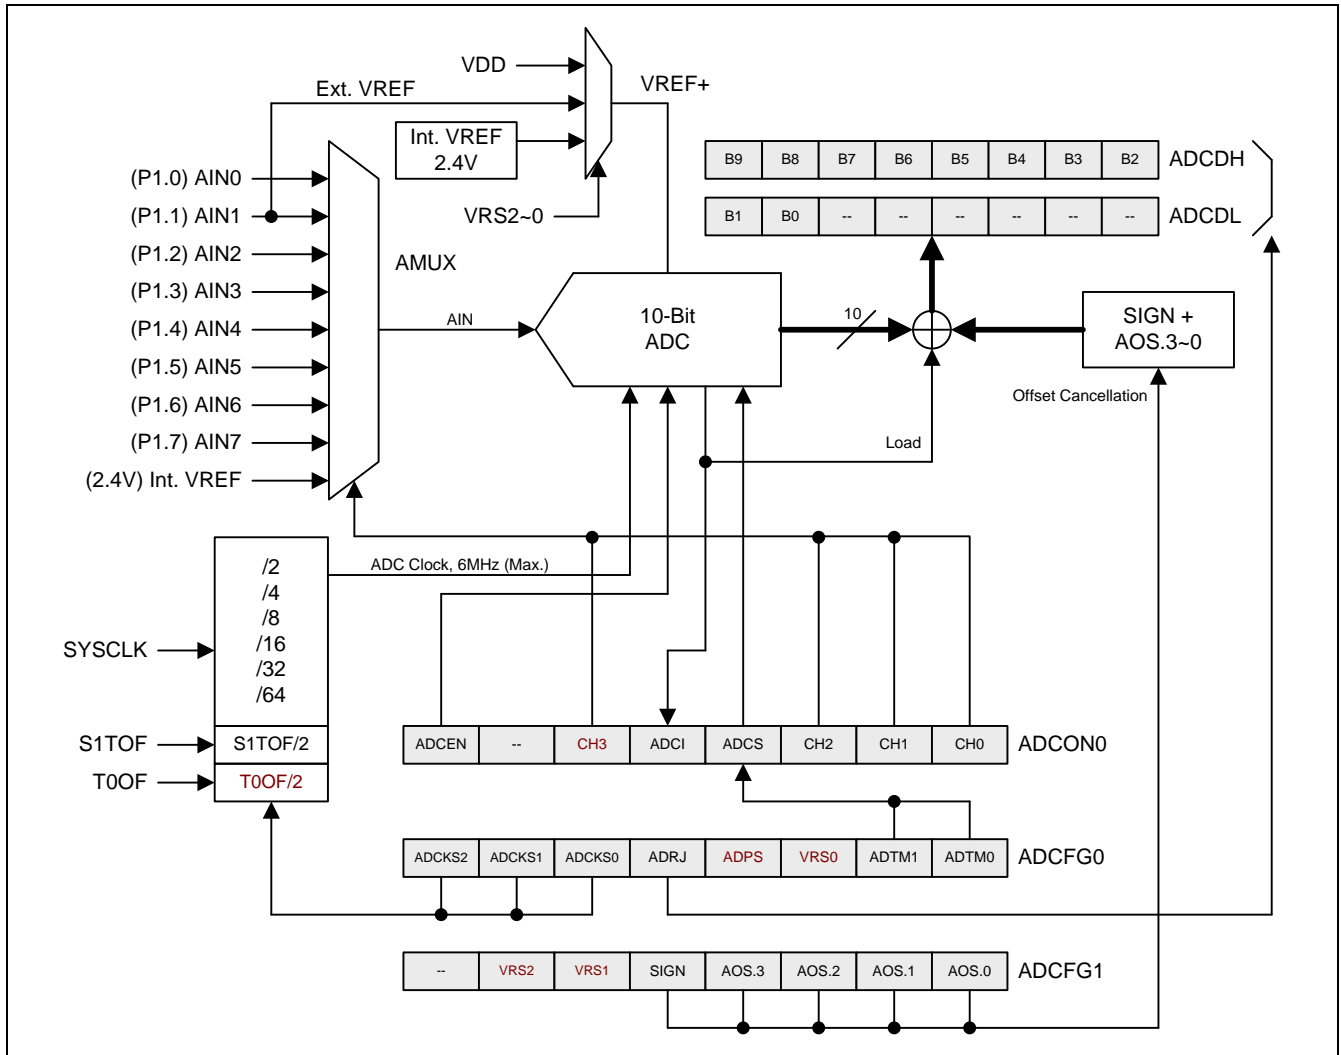 VDD
Ext. VREF
VREF+
Int. VREF
2.4V
VRS2~0
(P1.0) AIN0
(P1.1) AIN1
(P1.2) AIN2
(P1.3) AIN3
(P1.4) AIN4
(P1.5) AIN5
(P1.6) AIN6
(P1.7) AIN7
(2.4V) Int. VREF
AMUX
AIN
10-Bit
ADC
10
B9 B8 B7 B6 B5 B4 B3 B2 ADCDH
B1 B0 -- -- -- -- -- -- ADCDL
SIGN +
AOS.3~0
Offset Cancellation
Load
ADC Clock, 6MHz (Max.)
/2
/4
/8
/16
/32
/64
SYSCLK
S1TOF
S1TOF/2
T0OF
T0OF/2
ADCEN -- CH3 ADCI ADCS CH2 CH1 CH0 ADCON0
ADCKS2 ADCKS1 ADCKS0 ADRJ ADPS VRS0 ADTM1 ADTM0 ADCFG0
-- VRS2 VRS1 SIGN AOS.3 AOS.2 AOS.1 AOS.0 ADCFG1